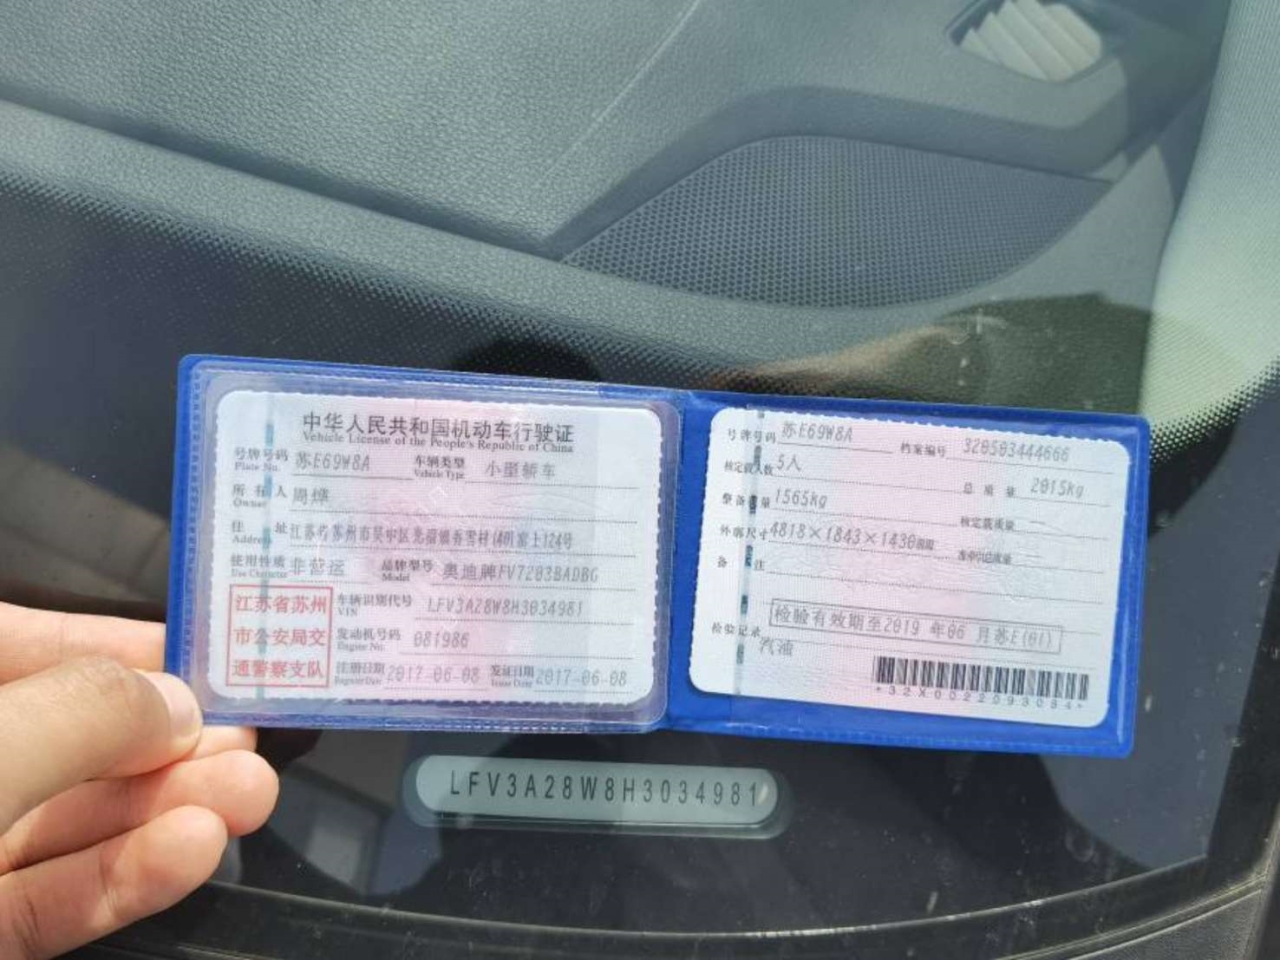 中华人民共和国机动车行驶证
Vehicle License of the People's Republic of China
号牌号码 苏E69W8A 车辆类型 小型轿车
Plate No. Vehicle Type
所有人 周
Owner
住址 江苏省苏州市吴中区
Address
使用性质 非营运 品牌型号 奥迪牌FV7203BADBG
Use Character Model
江苏省苏州
市公安局交
通警察支队
车辆识别代号 LFV3A28W8H3034981
VIN
发动机号码 081986
Engine No.
注册日期 2017-06-08 发证日期 2017-06-08
Register Date Issue Date
号牌号码 苏E69W8A 档案编号 320503444666
核定载人数 5人 总质量 2015kg
整备质量 1565kg 核定载质量
外廓尺寸 4818×1843×1430
备注
检验有效期至2019 年06 月苏E(01)
检验记录
汽油
LFV3A28W8H3034981